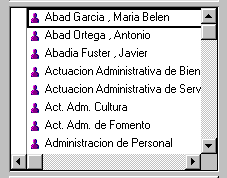 Abad Garcia , Maria Belen
Abad Ortega , Antonio
Abadia Fuster , Javier
Actuacion Administrativa de Bien
Actuacion Administrativa de Serv
Act. Adm. Cultura
Act. Adm. de Fomento
Administracion de Personal